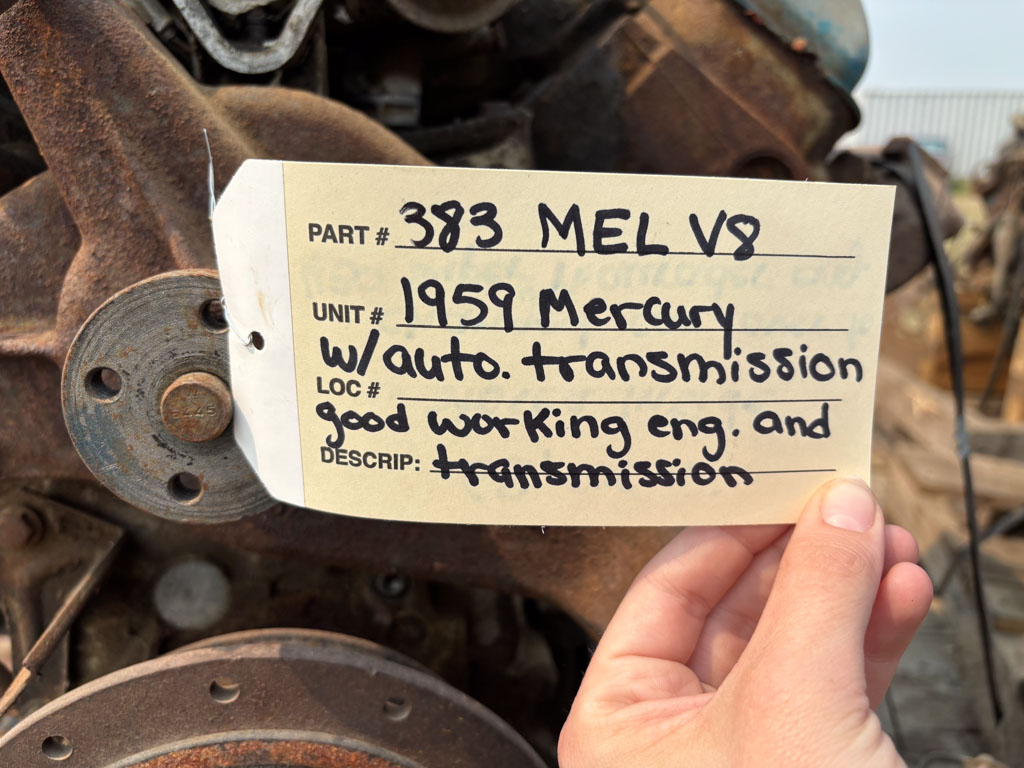 PART # 383 MEL V8
UNIT # 1959 Mercury
w/auto. transmission
LOC #
good working eng. and
DESCRIP: transmission